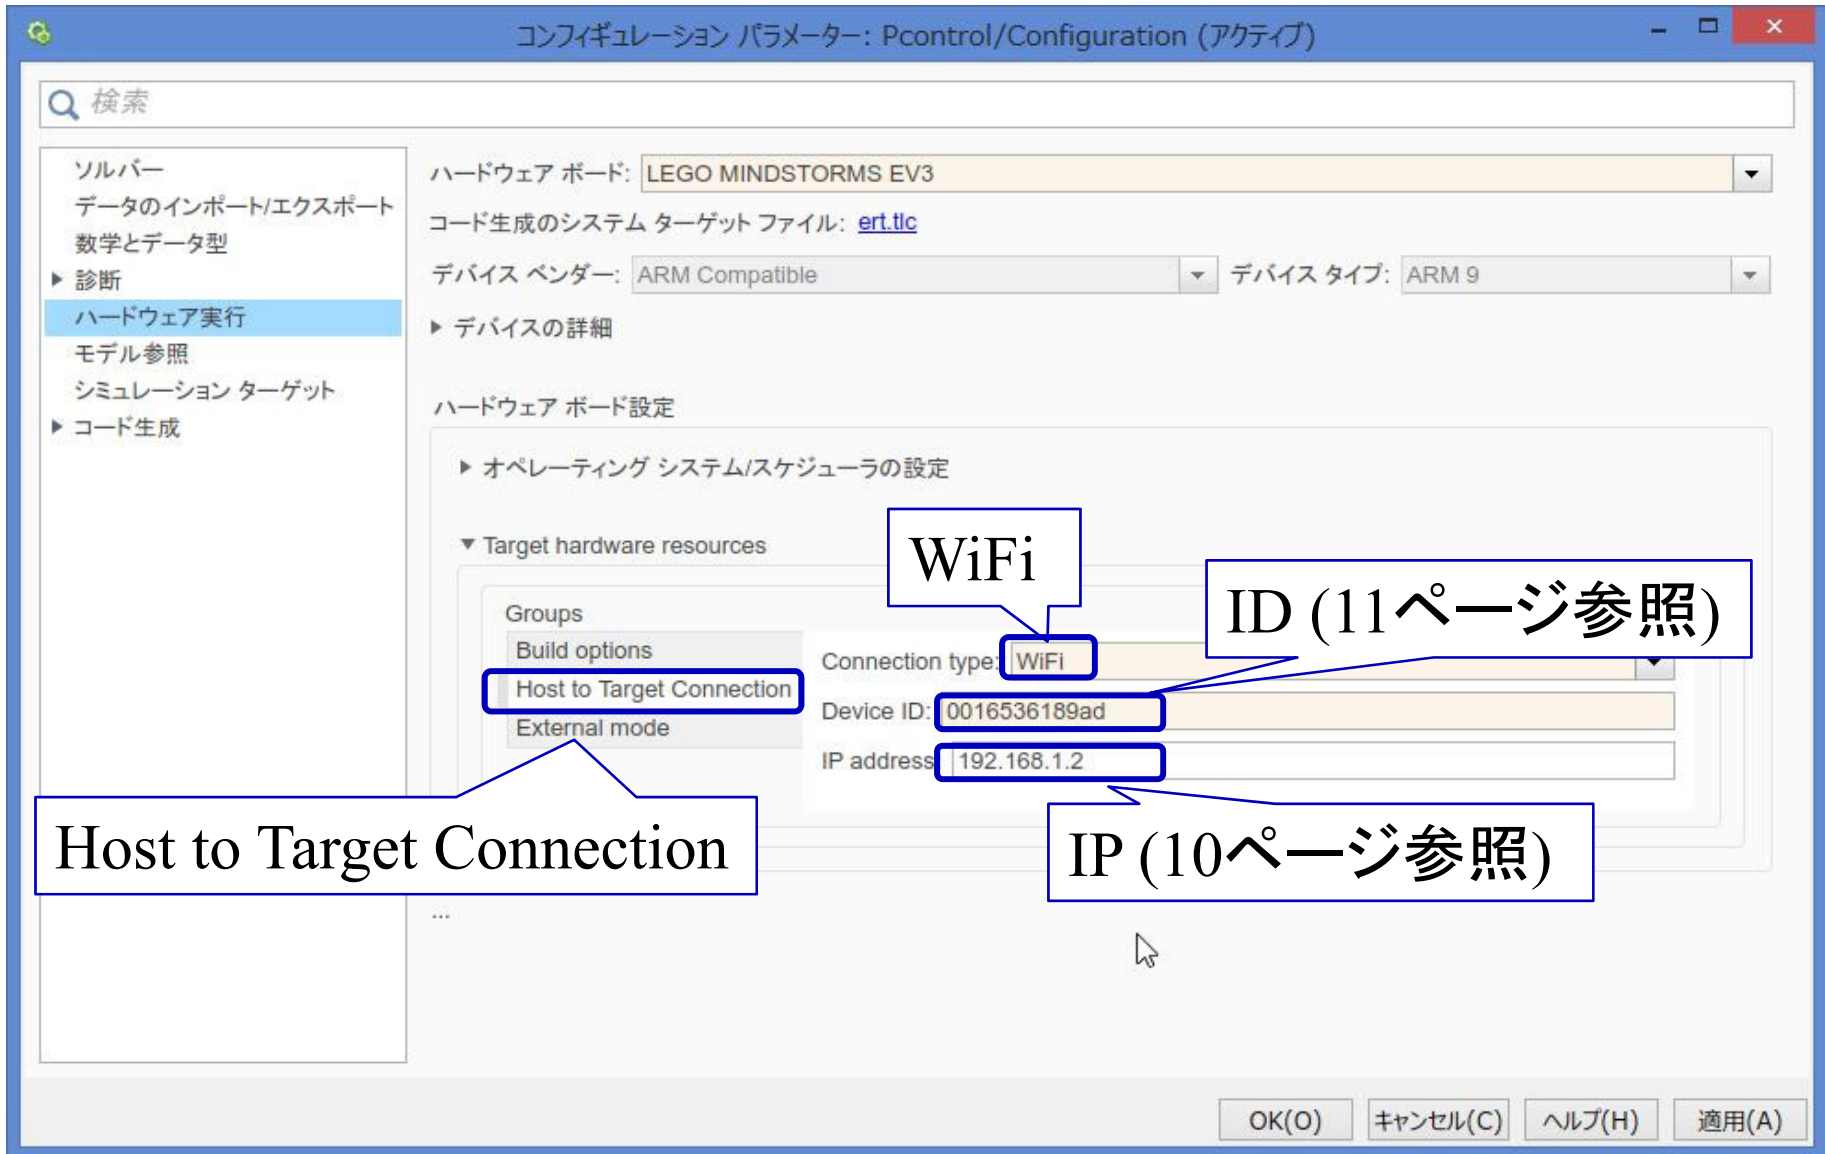 コンフィギュレーション パラメーター: Pcontrol/Configuration (アクティブ)
検索
ソルバー
データのインポート/エクスポート
数学とデータ型
診断
ハードウェア実行
モデル参照
シミュレーション ターゲット
コード生成
ハードウェア ボード: LEGO MINDSTORMS EV3
コード生成のシステム ターゲット ファイル: ert.tlc
デバイス ベンダー: ARM Compatible デバイス タイプ: ARM 9
デバイスの詳細
ハードウェア ボード設定
オペレーティング システム/スケジューラの設定
Target hardware resources
WiFi
ID (11ページ参照)
Groups
Build options
Host to Target Connection
External mode
Connection type: WiFi
Device ID: 0016536189ad
IP address 192.168.1.2
Host to Target Connection
IP (10ページ参照)
...
OK(O) キャンセル(C) ヘルプ(H) 適用(A)